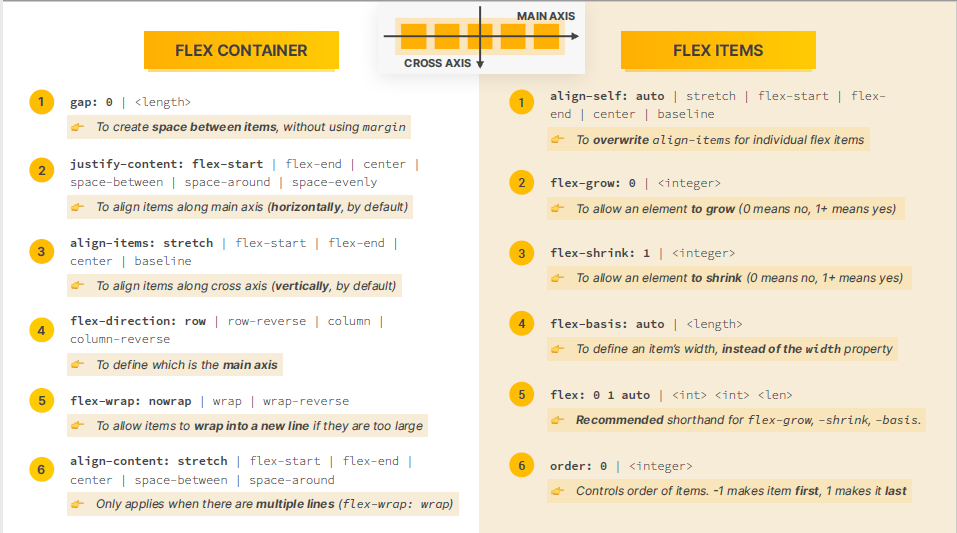 MAIN AXIS
CROSS AXIS
FLEX CONTAINER
1
gap: 0 | <length>
To create space between items, without using margin
2
justify-content: flex-start | flex-end | center |
space-between | space-around | space-evenly
To align items along main axis (horizontally, by default)
3
align-items: stretch | flex-start | flex-end |
center | baseline
To align items along cross axis (vertically, by default)
4
flex-direction: row | row-reverse | column |
column-reverse
To define which is the main axis
5
flex-wrap: nowrap | wrap | wrap-reverse
To allow items to wrap into a new line if they are too large
6
align-content: stretch | flex-start | flex-end |
center | space-between | space-around
Only applies when there are multiple lines (flex-wrap: wrap)
FLEX ITEMS
1
align-self: auto | stretch | flex-start | flex-
end | center | baseline
To overwrite align-items for individual flex items
2
flex-grow: 0 | <integer>
To allow an element to grow (0 means no, 1+ means yes)
3
flex-shrink: 1 | <integer>
To allow an element to shrink (0 means no, 1+ means yes)
4
flex-basis: auto | <length>
To define an item's width, instead of the width property
5
flex: 0 1 auto | <int> <int> <len>
Recommended shorthand for flex-grow, -shrink, -basis.
6
order: 0 | <integer>
Controls order of items. -1 makes item first, 1 makes it last